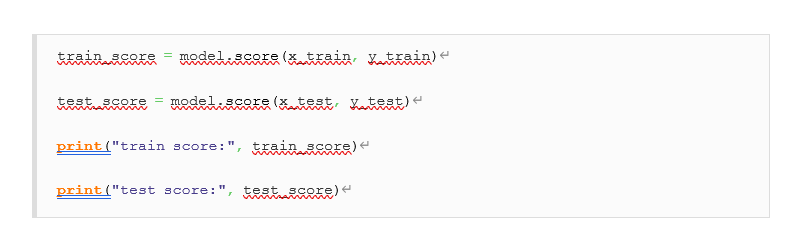 train_score = model.score(x_train, y_train)↵
test_score = model.score(x_test, y_test)↵
print("train score:", train_score)↵
print("test score:", test_score)↵